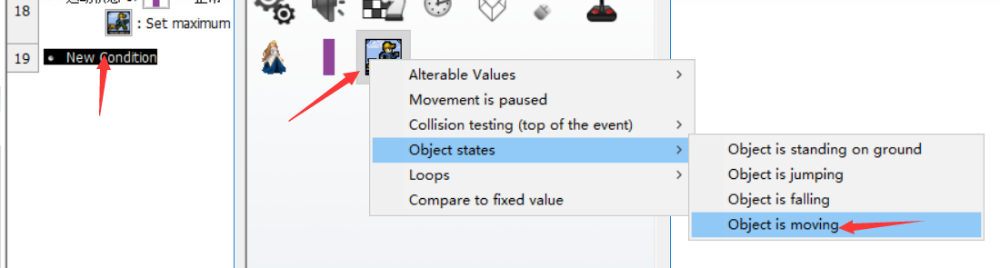 18
: Set maximum
19
New Condition
Alterable Values
Movement is paused
Collision testing (top of the event)
Object states
Loops
Compare to fixed value
Object is standing on ground
Object is jumping
Object is falling
Object is moving